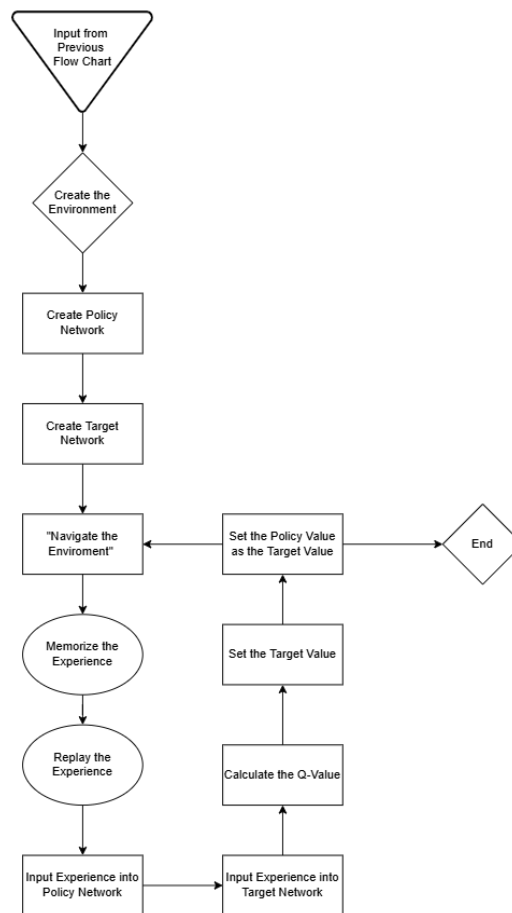 Input from
Previous
Flow Chart
Create the
Environment
Create Policy
Network
Create Target
Network
"Navigate the
Enviroment"
Set the Policy Value
as the Target Value
End
Memorize the
Experience
Set the Target Value
Replay the
Experience
Calculate the Q-Value
Input Experience into
Policy Network
Input Experience into
Target Network